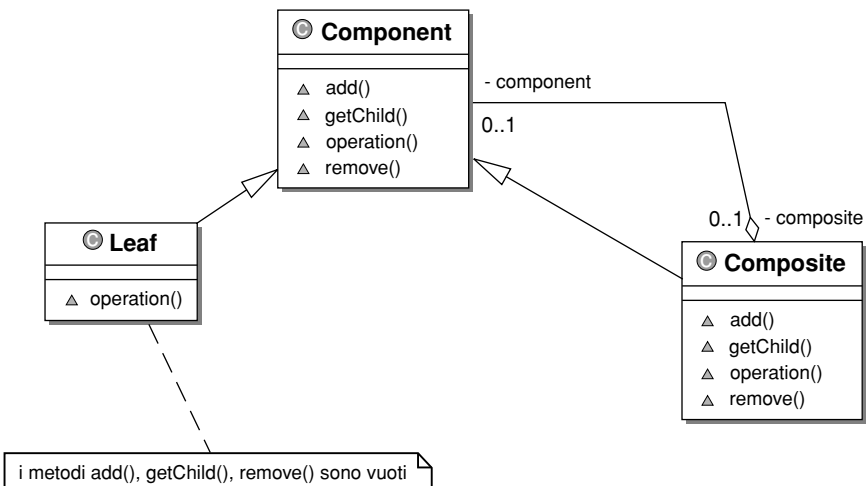 C Component
add()
getChild()
operation()
remove()
- component
0..1
0..1 - composite
C Leaf
operation()
C Composite
add()
getChild()
operation()
remove()
i metodi add(), getChild(), remove() sono vuoti